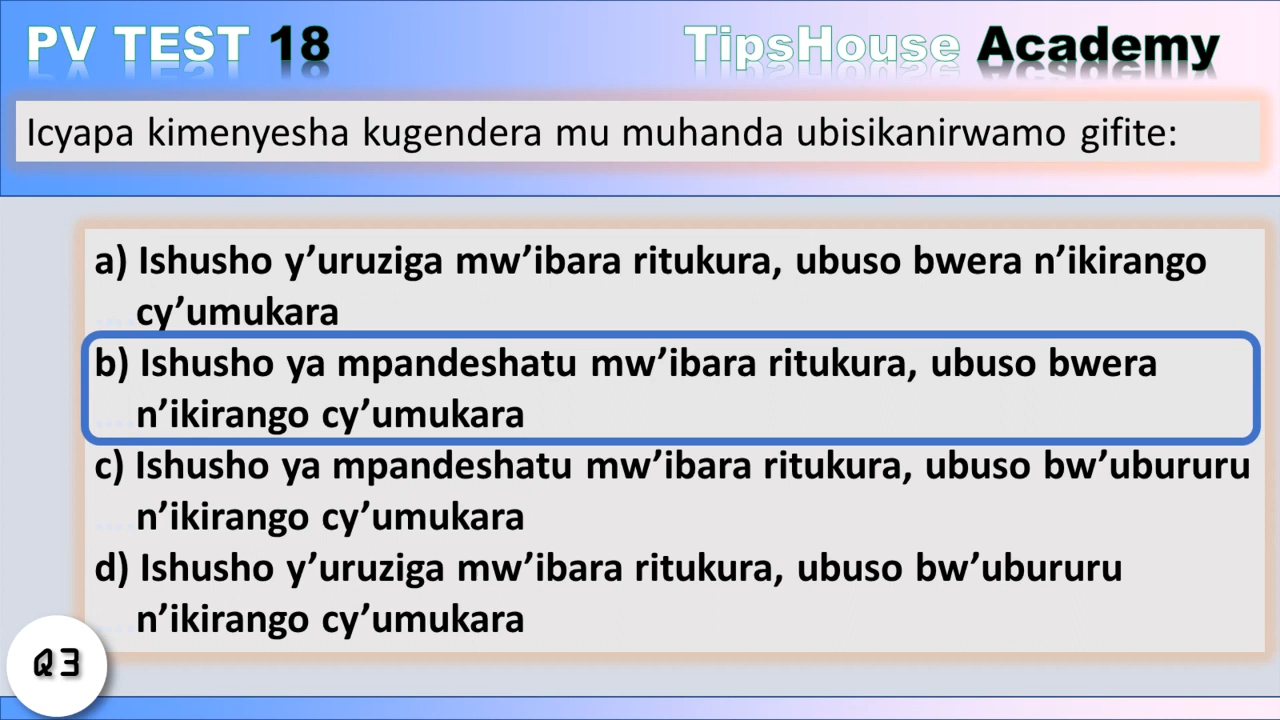 PV TEST 18 TipsHouse Academy
Icyapa kimenyesha kugendera mu muhanda ubisikanirwamo gifite:
a) Ishusho y’uruziga mw’ibara ritukura, ubuso bwera n’ikirango
.... cy’umukara
b) Ishusho ya mpandeshatu mw’ibara ritukura, ubuso bwera
.... n’ikirango cy’umukara
c) Ishusho ya mpandeshatu mw’ibara ritukura, ubuso bw’ubururu
.... n’ikirango cy’umukara
d) Ishusho y’uruziga mw’ibara ritukura, ubuso bw’ubururu
.... n’ikirango cy’umukara
Q3